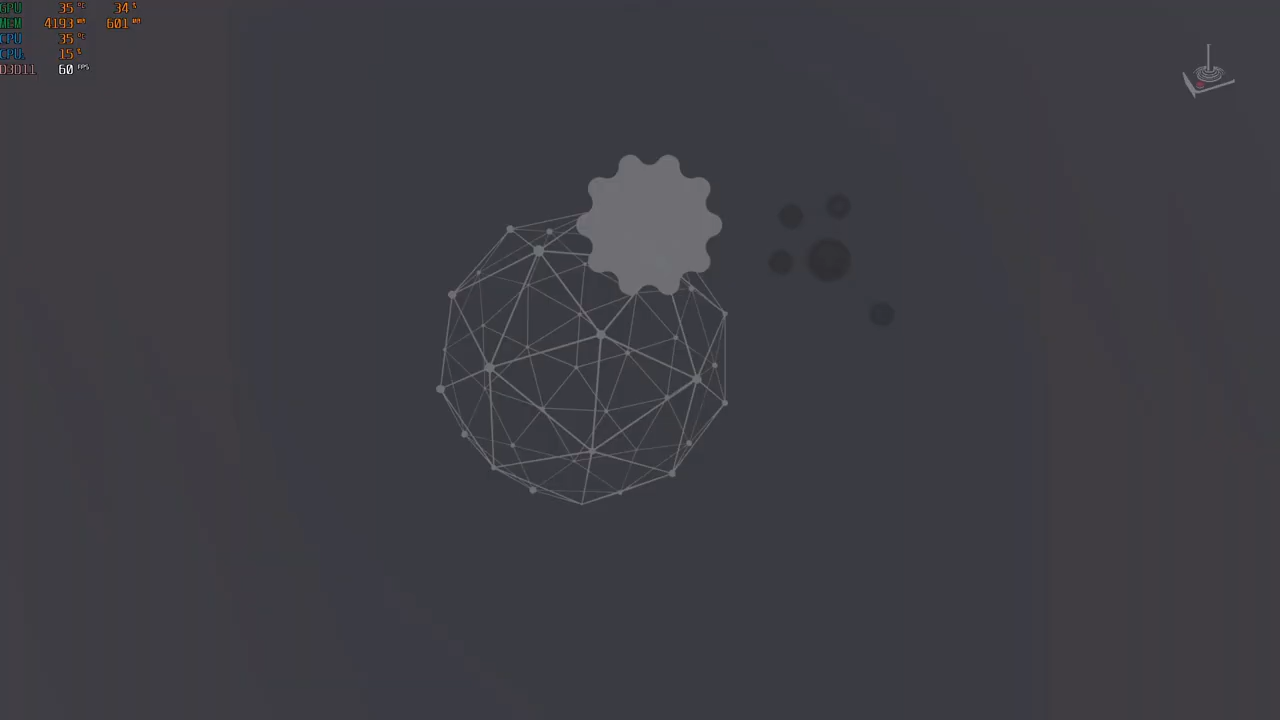 GPU 35 °C 34 %
MEM 4193 MB 601 MB
CPU 35 °C
CPU 15 %
D3D11 60 FPS